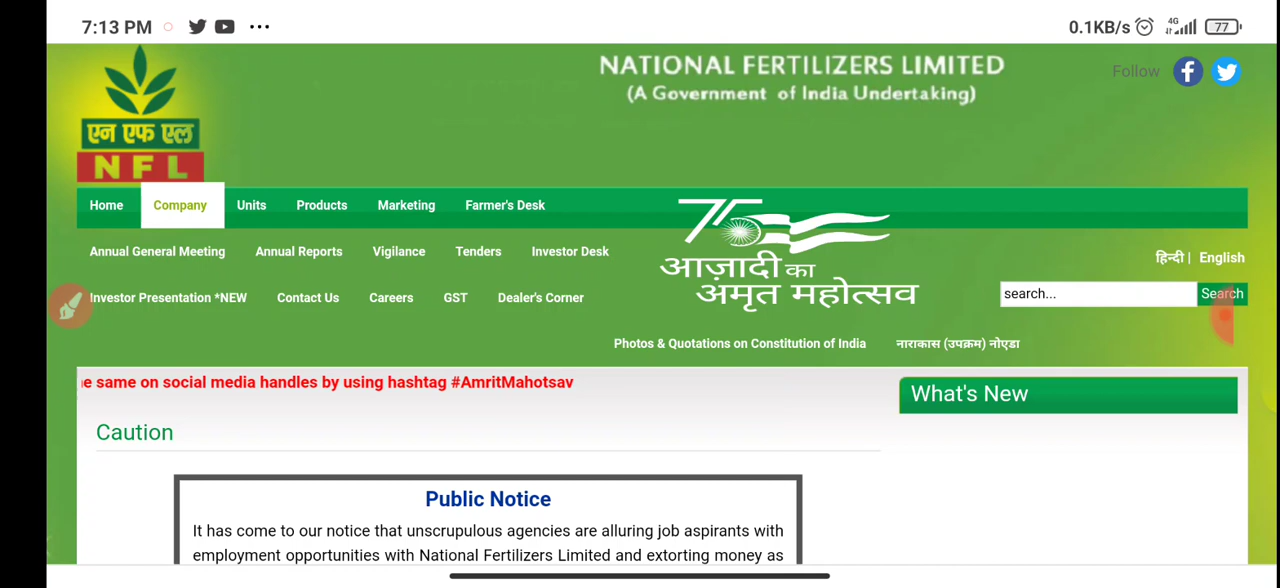 7:13 PM
0.1KB/s 4G 77
NATIONAL FERTILIZERS LIMITED
(A Government of India Undertaking)
Follow
एन एफ एल
NFL
Home Company Units Products Marketing Farmer's Desk
75
Annual General Meeting Annual Reports Vigilance Tenders Investor Desk
आज़ादी का
अमृत महोत्सव
हिन्दी | English
Investor Presentation *NEW Contact Us Careers GST Dealer's Corner
search... Search
Photos & Quotations on Constitution of India नाराकास (उपक्रम) नोएडा
e same on social media handles by using hashtag #AmritMahotsav
What's New
Caution
Public Notice
It has come to our notice that unscrupulous agencies are alluring job aspirants with
employment opportunities with National Fertilizers Limited and extorting money as